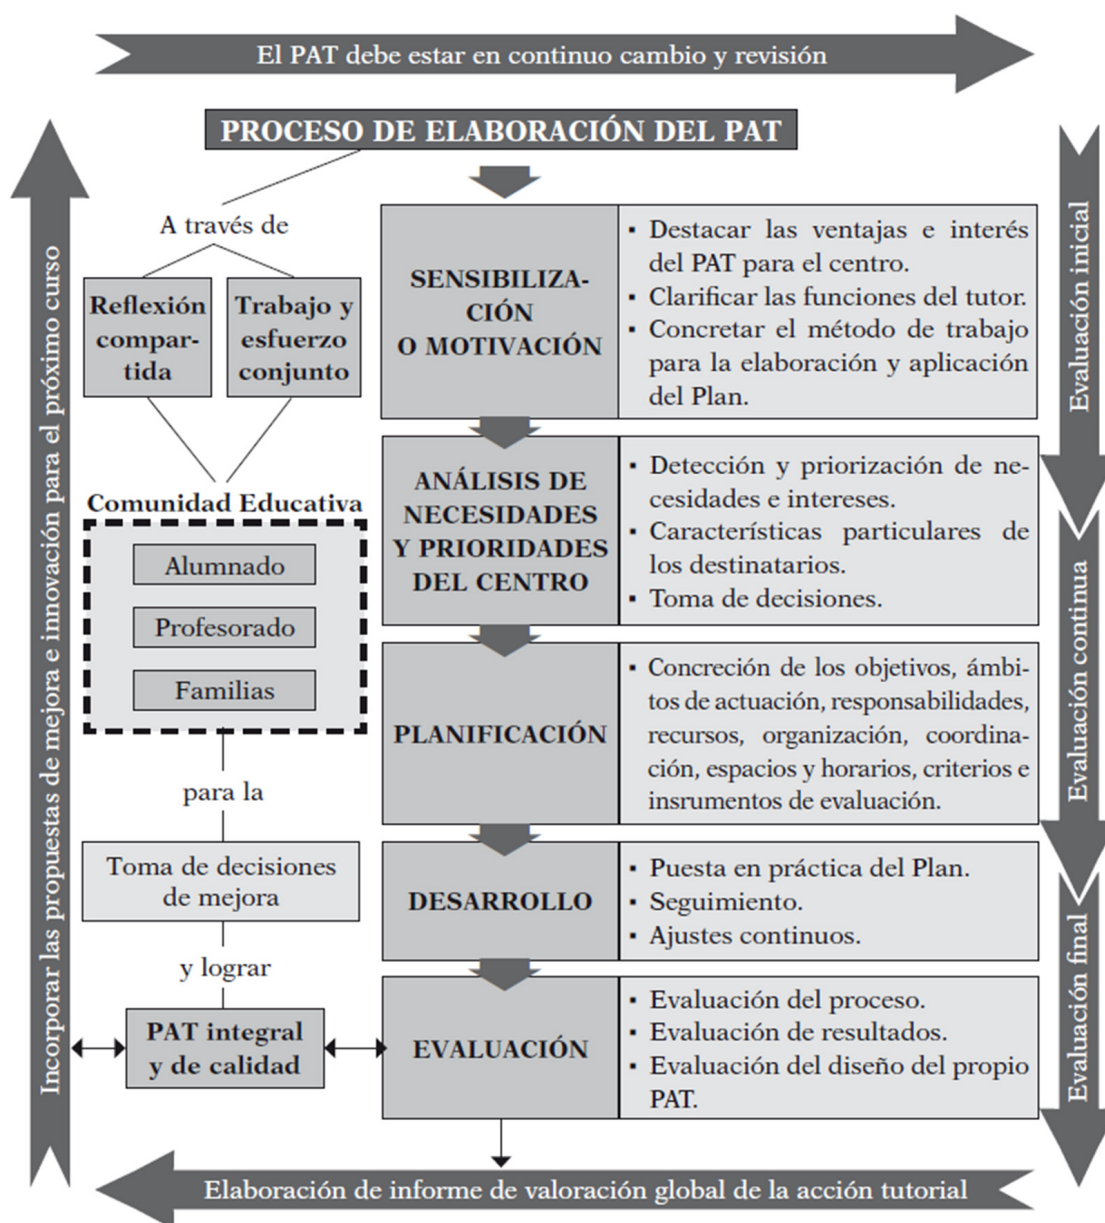 El PAT debe estar en continuo cambio y revisión
PROCESO DE ELABORACIÓN DEL PAT
A través de
Reflexión
compar-
tida
Trabajo y
esfuerzo
conjunto
Comunidad Educativa
Alumnado
Profesorado
Familias
para la
Toma de decisiones
de mejora
y lograr
PAT integral
y de calidad
SENSIBILIZA-
CIÓN
O MOTIVACIÓN
▪ Destacar las ventajas e interés
del PAT para el centro.
▪ Clarificar las funciones del tutor.
▪ Concretar el método de trabajo
para la elaboración y aplicación
del Plan.
ANÁLISIS DE
NECESIDADES
Y PRIORIDADES
DEL CENTRO
▪ Detección y priorización de ne-
cesidades e intereses.
▪ Características particulares de
los destinatarios.
▪ Toma de decisiones.
PLANIFICACIÓN
▪ Concreción de los objetivos, ámbi-
tos de actuación, responsabilidades,
recursos, organización, coordina-
ción, espacios y horarios, criterios e
insrumentos de evaluación.
DESARROLLO
▪ Puesta en práctica del Plan.
▪ Seguimiento.
▪ Ajustes continuos.
EVALUACIÓN
▪ Evaluación del proceso.
▪ Evaluación de resultados.
▪ Evaluación del diseño del propio
PAT.
Evaluación inicial
Evaluación continua
Evaluación final
Elaboración de informe de valoración global de la acción tutorial
Incorporar las propuestas de mejora e innovación para el próximo curso